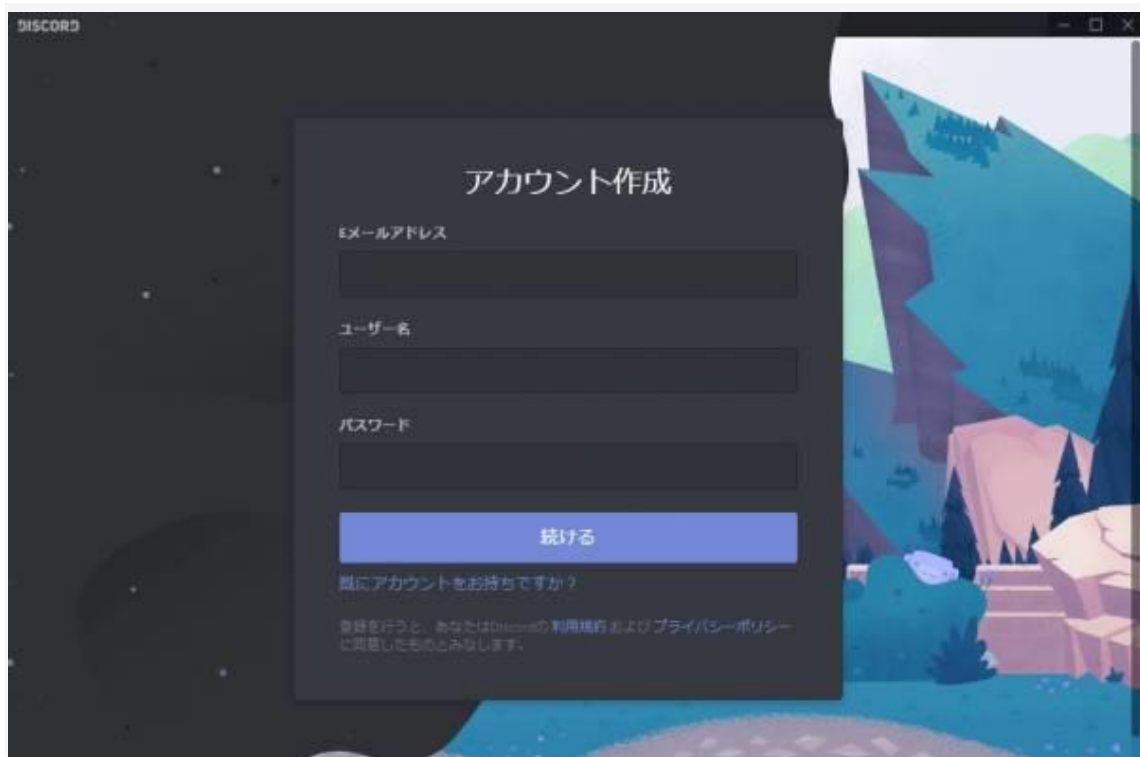 DISCORD
アカウント作成
Eメールアドレス
ユーザー名
パスワード
続ける
既にアカウントをお持ちですか？
登録を行うと、あなたはDiscordの 利用規約 および プライバシーポリシー
に同意したものとみなします。